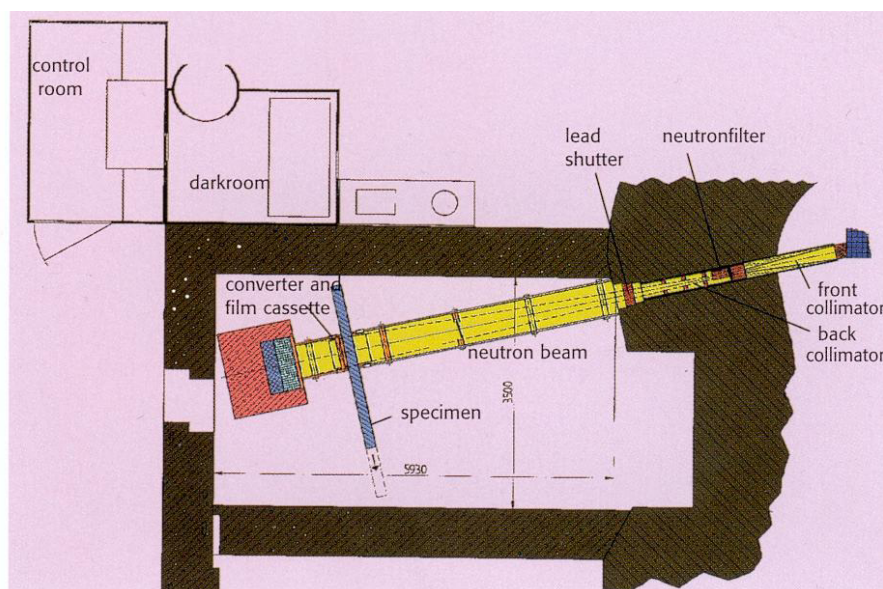 control
room
darkroom
lead
shutter
neutronfilter
converter and
film cassette
neutron beam
front
collimator
back
collimator
specimen
3500
5930